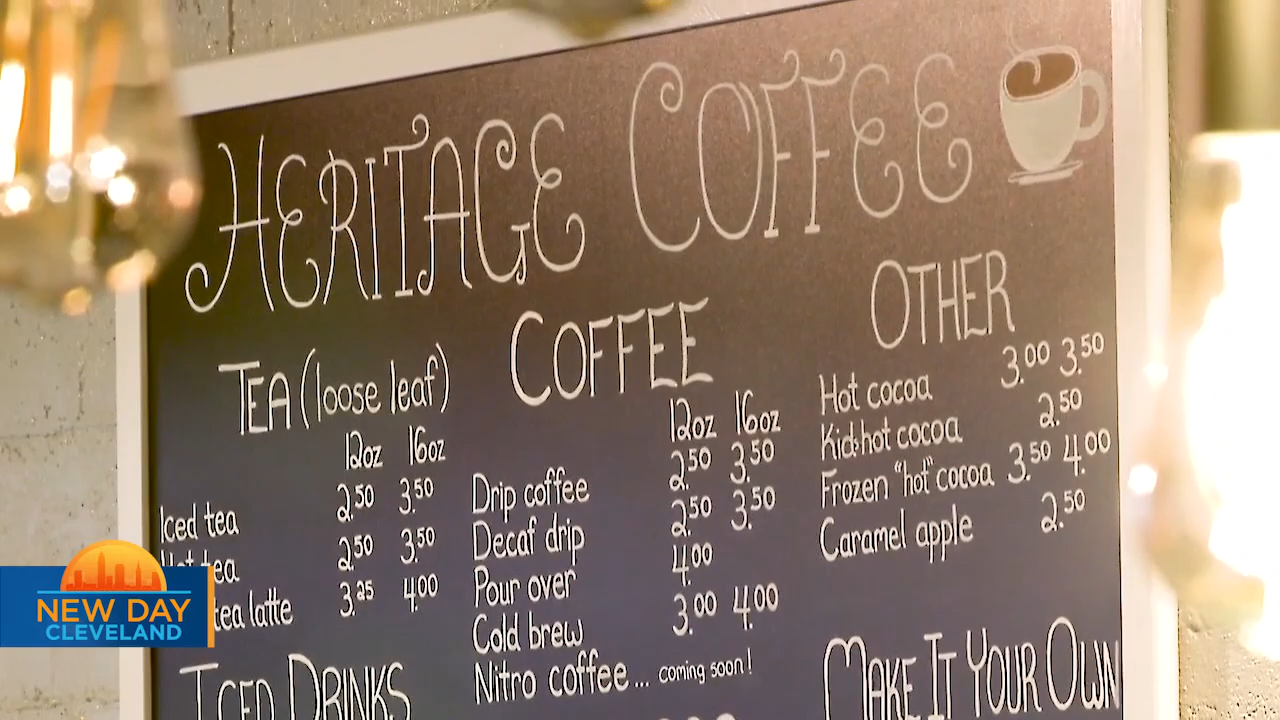 HERITAGE COFFEE
TEA (loose leaf)
12oz 16oz
Iced tea 2.50 3.50
Hot tea 2.50 3.50
tea latte 3.25 4.00
ICED DRINKS
COFFEE
12oz 16oz
Drip coffee 2.50 3.50
Decaf drip 2.50 3.50
Pour over 4.00
Cold brew 3.00 4.00
Nitro coffee... coming soon!
OTHER
Hot cocoa 3.00 3.50
Kid-hot cocoa 2.50
Frozen "hot" cocoa 3.50 4.00
Caramel apple 2.50
MAKE IT YOUR OWN
NEW DAY
CLEVELAND